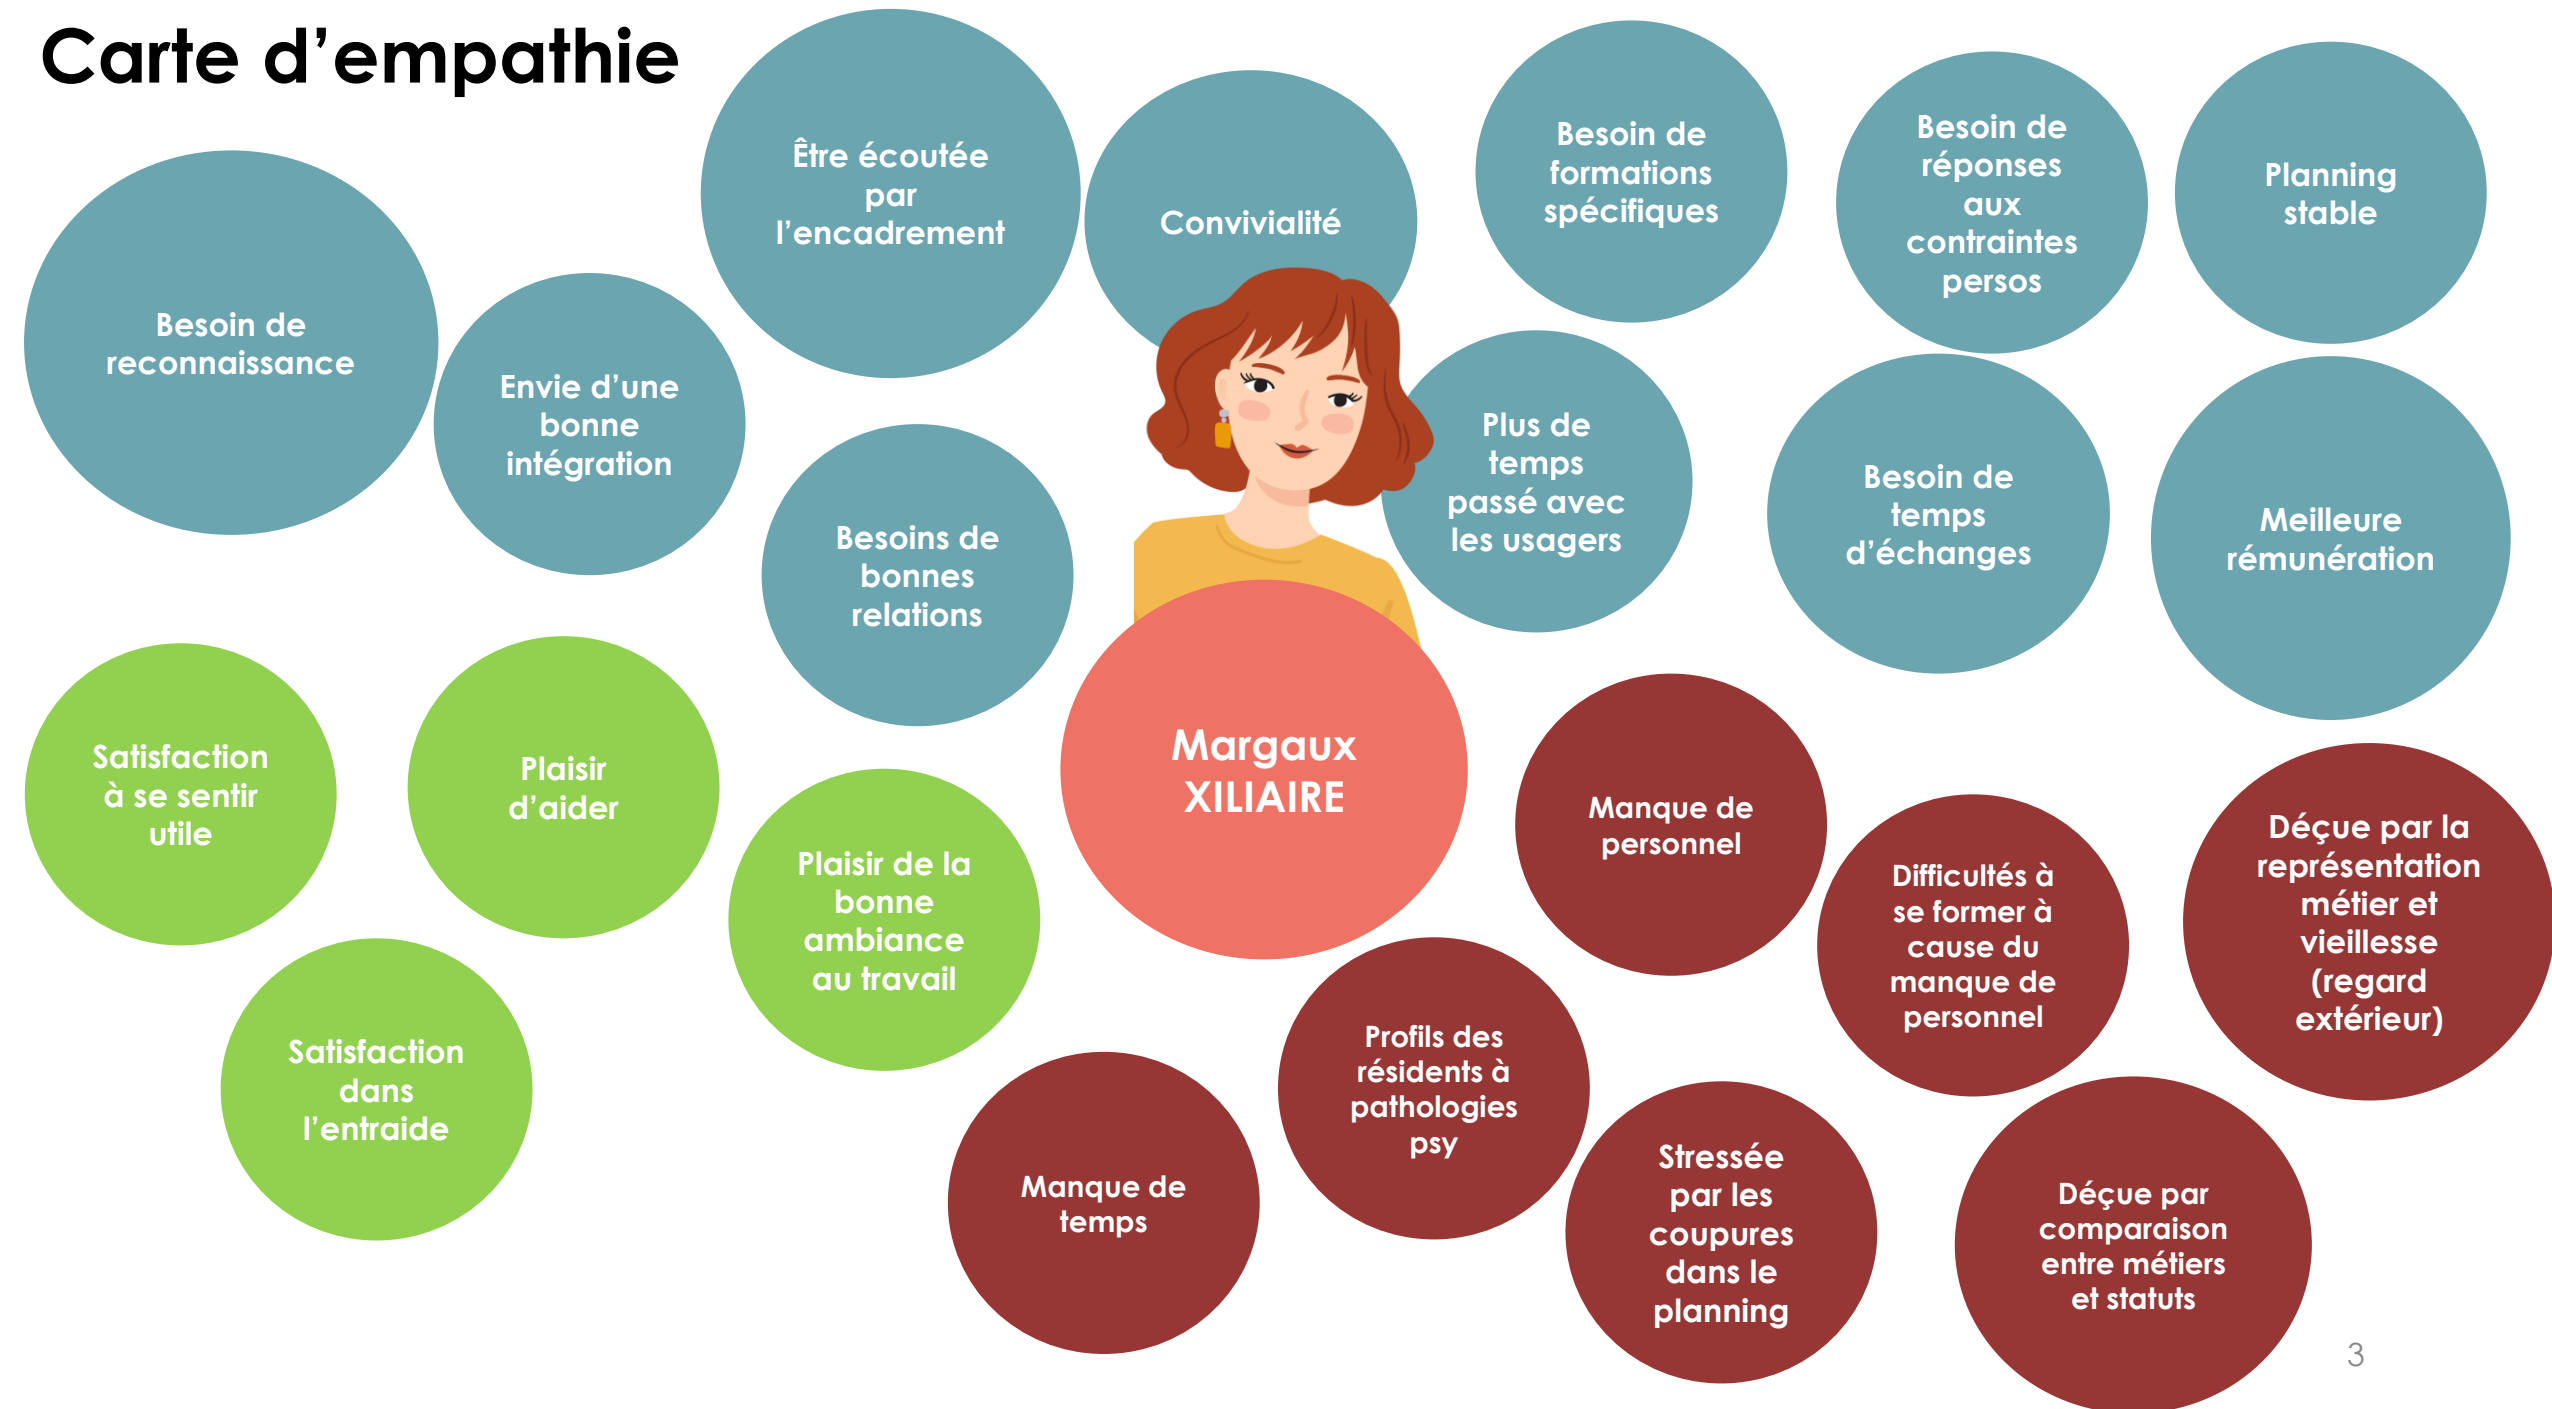 Carte d’empathie
Être écoutée
par
l’encadrement
Convivialité
Besoin de
formations
spécifiques
Besoin de
réponses
aux
contraintes
persos
Planning
stable
Besoin de
reconnaissance
Envie d’une
bonne
intégration
Besoins de
bonnes
relations
Plus de
temps
passé avec
les usagers
Besoin de
temps
d’échanges
Meilleure
rémunération
Satisfaction
à se sentir
utile
Plaisir
d’aider
Plaisir de la
bonne
ambiance
au travail
Satisfaction
dans
l’entraide
Margaux
XILIAIRE
Manque de
personnel
Difficultés à
se former à
cause du
manque de
personnel
Déçue par la
représentation
métier et
vieillesse
(regard
extérieur)
Manque de
temps
Profils des
résidents à
pathologies
psy
Stressée
par les
coupures
dans le
planning
Déçue par
comparaison
entre métiers
et statuts
3